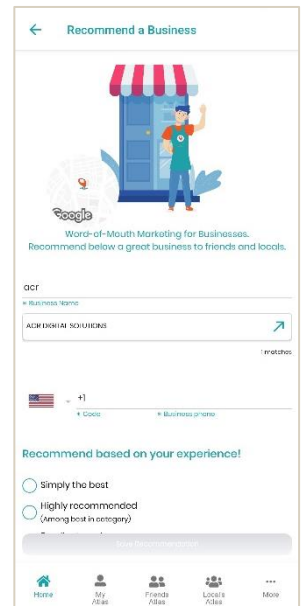 Recommend a Business
Google
Word-of-Mouth Marketing for Businesses.
Recommend below a great business to friends and locals.
acr
* Business Name
ACR DIGITAL SOLUTIONS
1 matches
+1
* Code
* Business phone
Recommend based on your experience!
Simply the best
Highly recommended
(Among best in category)
Save Recommendation
Home
My Atlas
Friends Atlas
Local's Atlas
More